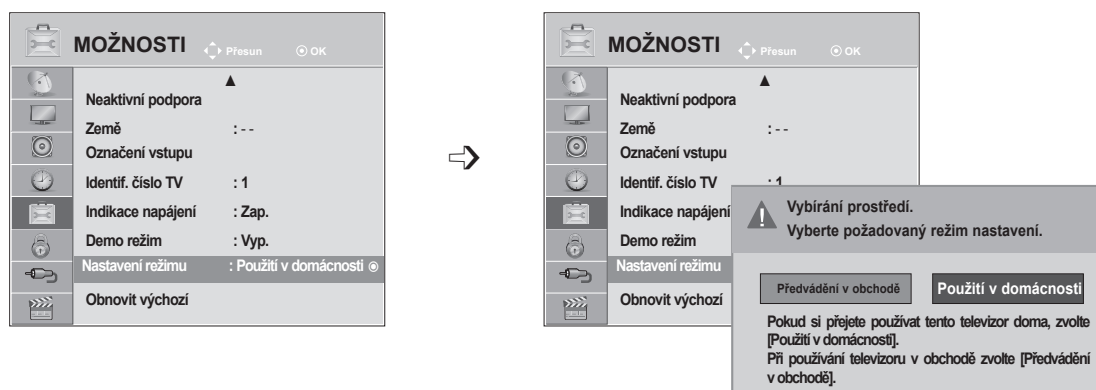 MOŽNOSTI
Přesun
OK
▲
Neaktivní podpora
Země : - -
Označení vstupu
Identif. číslo TV : 1
Indikace napájení : Zap.
Demo režim : Vyp.
Nastavení režimu : Použití v domácnosti
Obnovit výchozí
MOŽNOSTI
Přesun
OK
▲
Neaktivní podpora
Země : - -
Označení vstupu
Identif. číslo TV : 1
Indikace napájení
Demo režim
Nastavení režimu
Obnovit výchozí
Vybírání prostředí.
Vyberte požadovaný režim nastavení.
Předvádění v obchodě
Použití v domácnosti
Pokud si přejete používat tento televizor doma, zvolte
[Použití v domácnosti].
Při používání televizoru v obchodě zvolte [Předvádění
v obchodě].